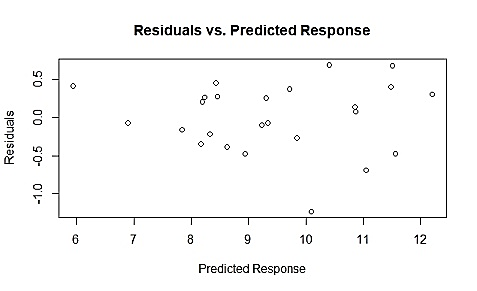 Residuals vs. Predicted Response
0.5
0.0
-0.5
-1.0
Residuals
6 7 8 9 10 11 12
Predicted Response